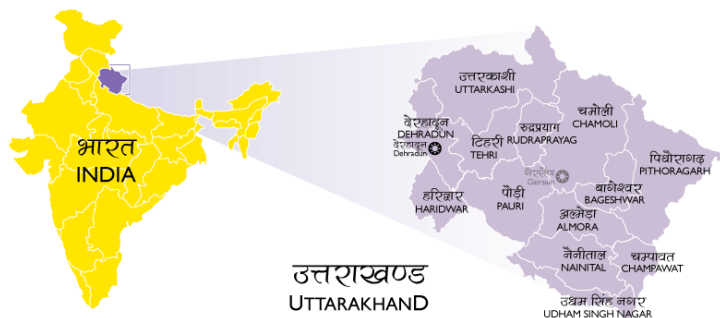 भारत
INDIA
उत्तराखण्ड
UTTARAKHAND
उत्तरकाशी
UTTARKASHI
देहरादून
DEHRADUN
देहरादून
Dehradun
टिहरी
TEHRI
रुद्रप्रयाग
RUDRAPRAYAG
चमोली
CHAMOLI
पिथौरागढ़
PITHORAGARH
हरिद्वार
HARIDWAR
पौड़ी
PAURI
गैरसैण
Gairsain
बागेश्वर
BAGESHWAR
अल्मोड़ा
ALMORA
नैनीताल
NAINITAL
चम्पावत
CHAMPAWAT
उधम सिंह नगर
UDHAM SINGH NAGAR